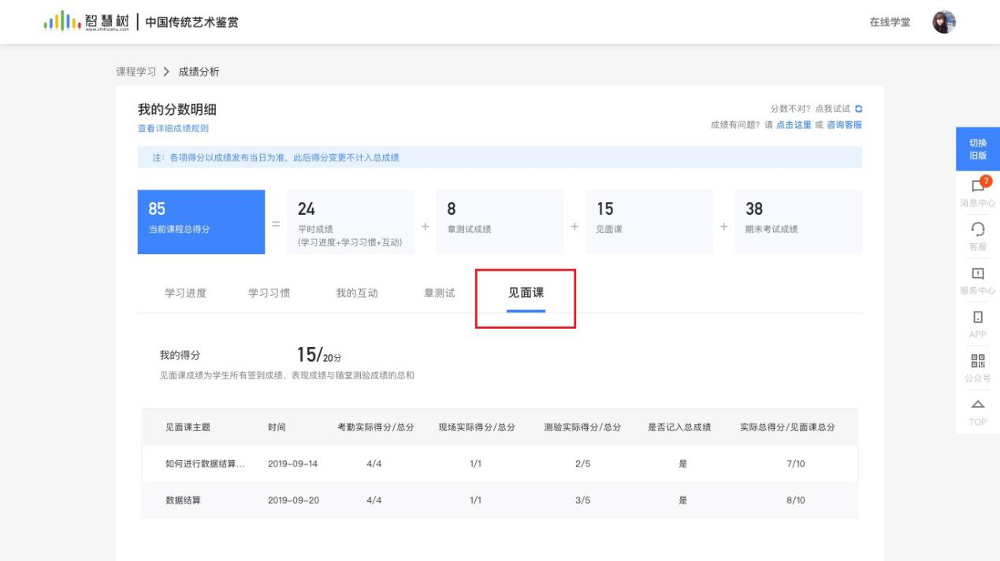 智慧树
www.zhihuishu.com
中国传统艺术鉴赏
在线学堂
课程学习 > 成绩分析
我的分数明细
查看详细成绩规则
分数不对？点我试试
成绩有问题？请 点击这里 或 咨询客服
注：各项得分以成绩发布当日为准，此后得分变更不计入总成绩
85
当前课程总得分
=
24
平时成绩
(学习进度+学习习惯+互动)
+
8
章测试成绩
+
15
见面课
+
38
期末考试成绩
学习进度 学习习惯 我的互动 章测试 见面课
我的得分 15/20分
见面课成绩为学生所有签到成绩、表现成绩与随堂测验成绩的总和
见面课主题 时间 考勤实际得分/总分 现场实际得分/总分 测验实际得分/总分 是否记入总成绩 实际总得分/见面课总分
如何进行数据结算... 2019-09-14 4/4 1/1 2/5 是 7/10
数据结算 2019-09-20 4/4 1/1 3/5 是 8/10
切换
旧版
7
消息中心
客服
服务中心
APP
公众号
TOP